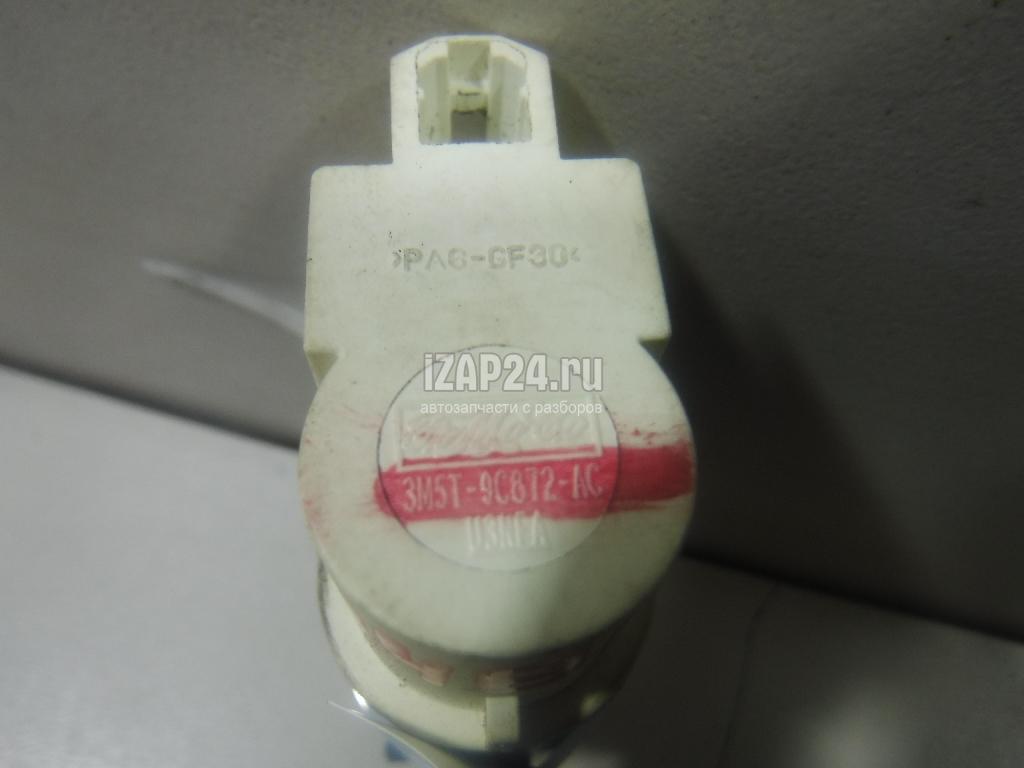 >PA6-GF30<
iZAP24.ru
автозапчасти с разборов
3M5T-9C872-AC